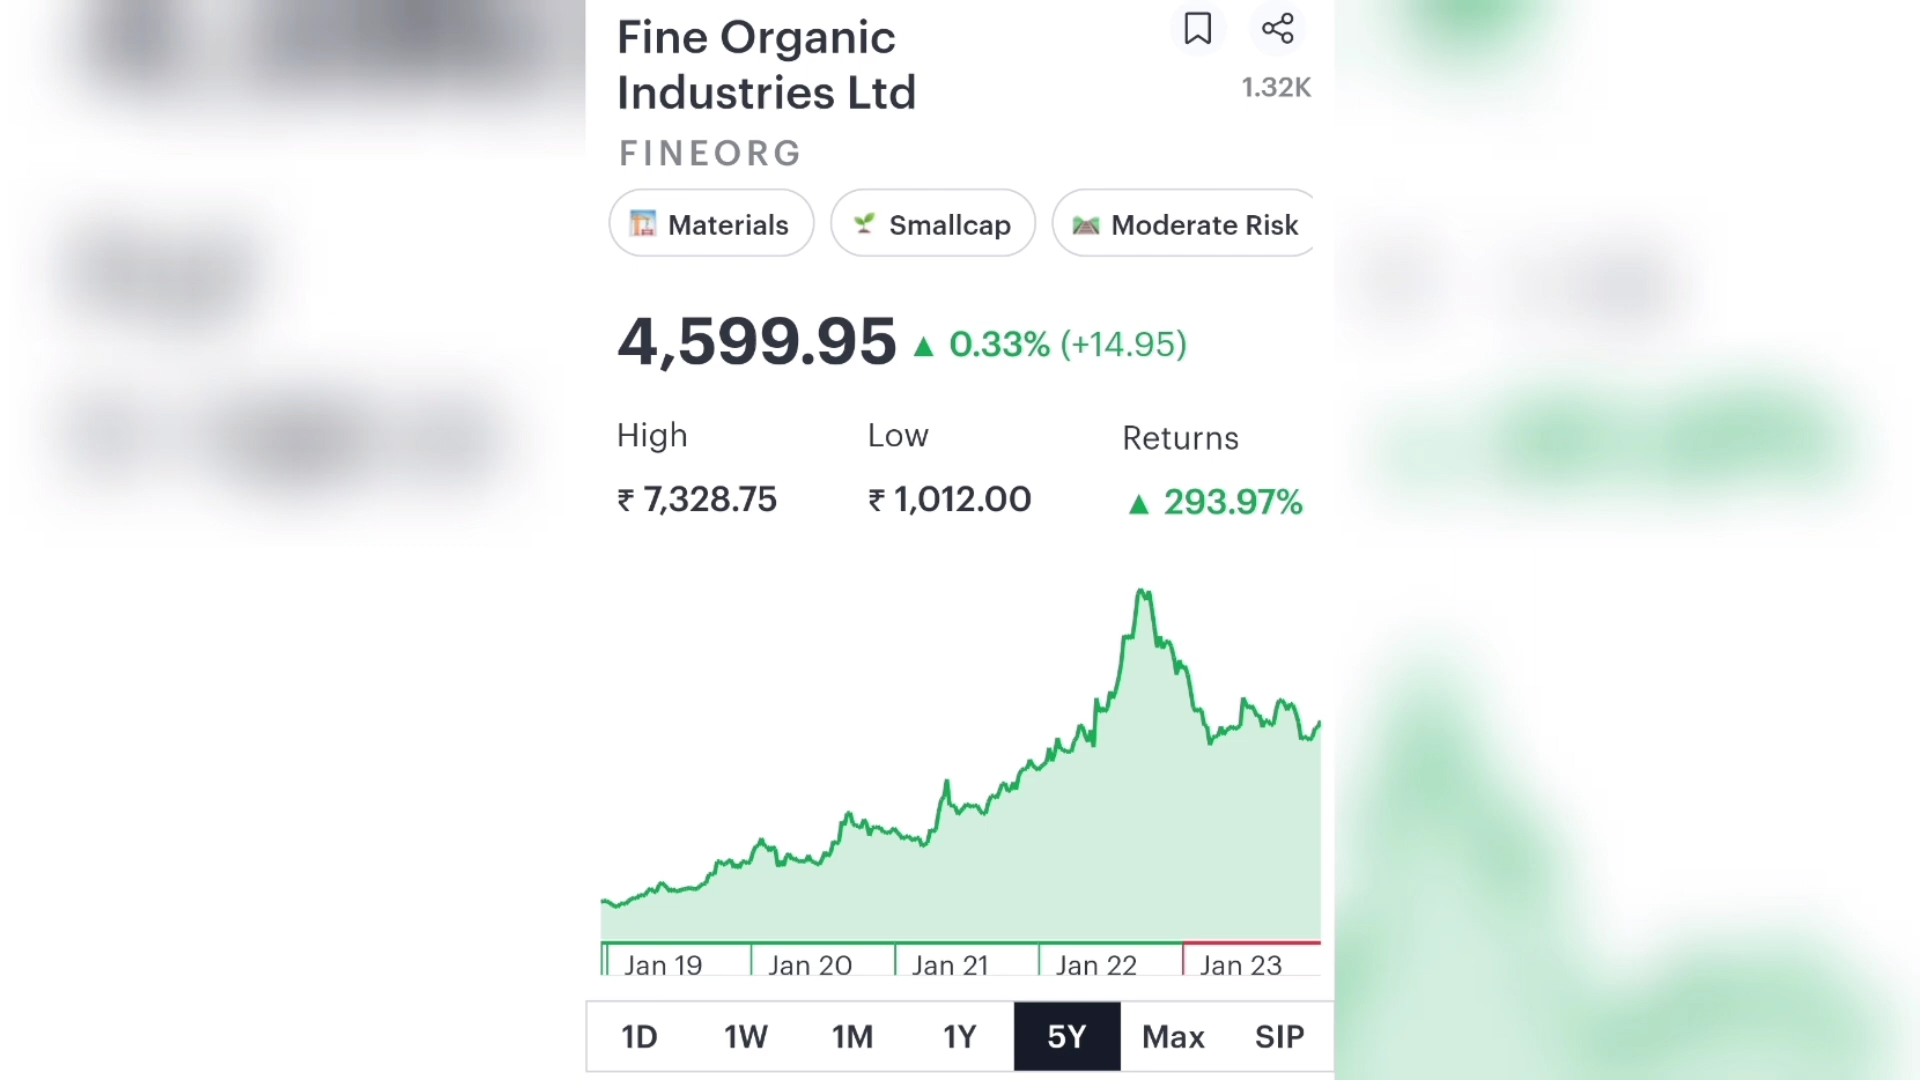 Fine Organic
Industries Ltd
1.32K
FINEORG
Materials
Smallcap
Moderate Risk
4,599.95 ▲ 0.33% (+14.95)
High
Low
Returns
₹ 7,328.75
₹ 1,012.00
▲ 293.97%
Jan 19
Jan 20
Jan 21
Jan 22
Jan 23
1D
1W
1M
1Y
5Y
Max
SIP